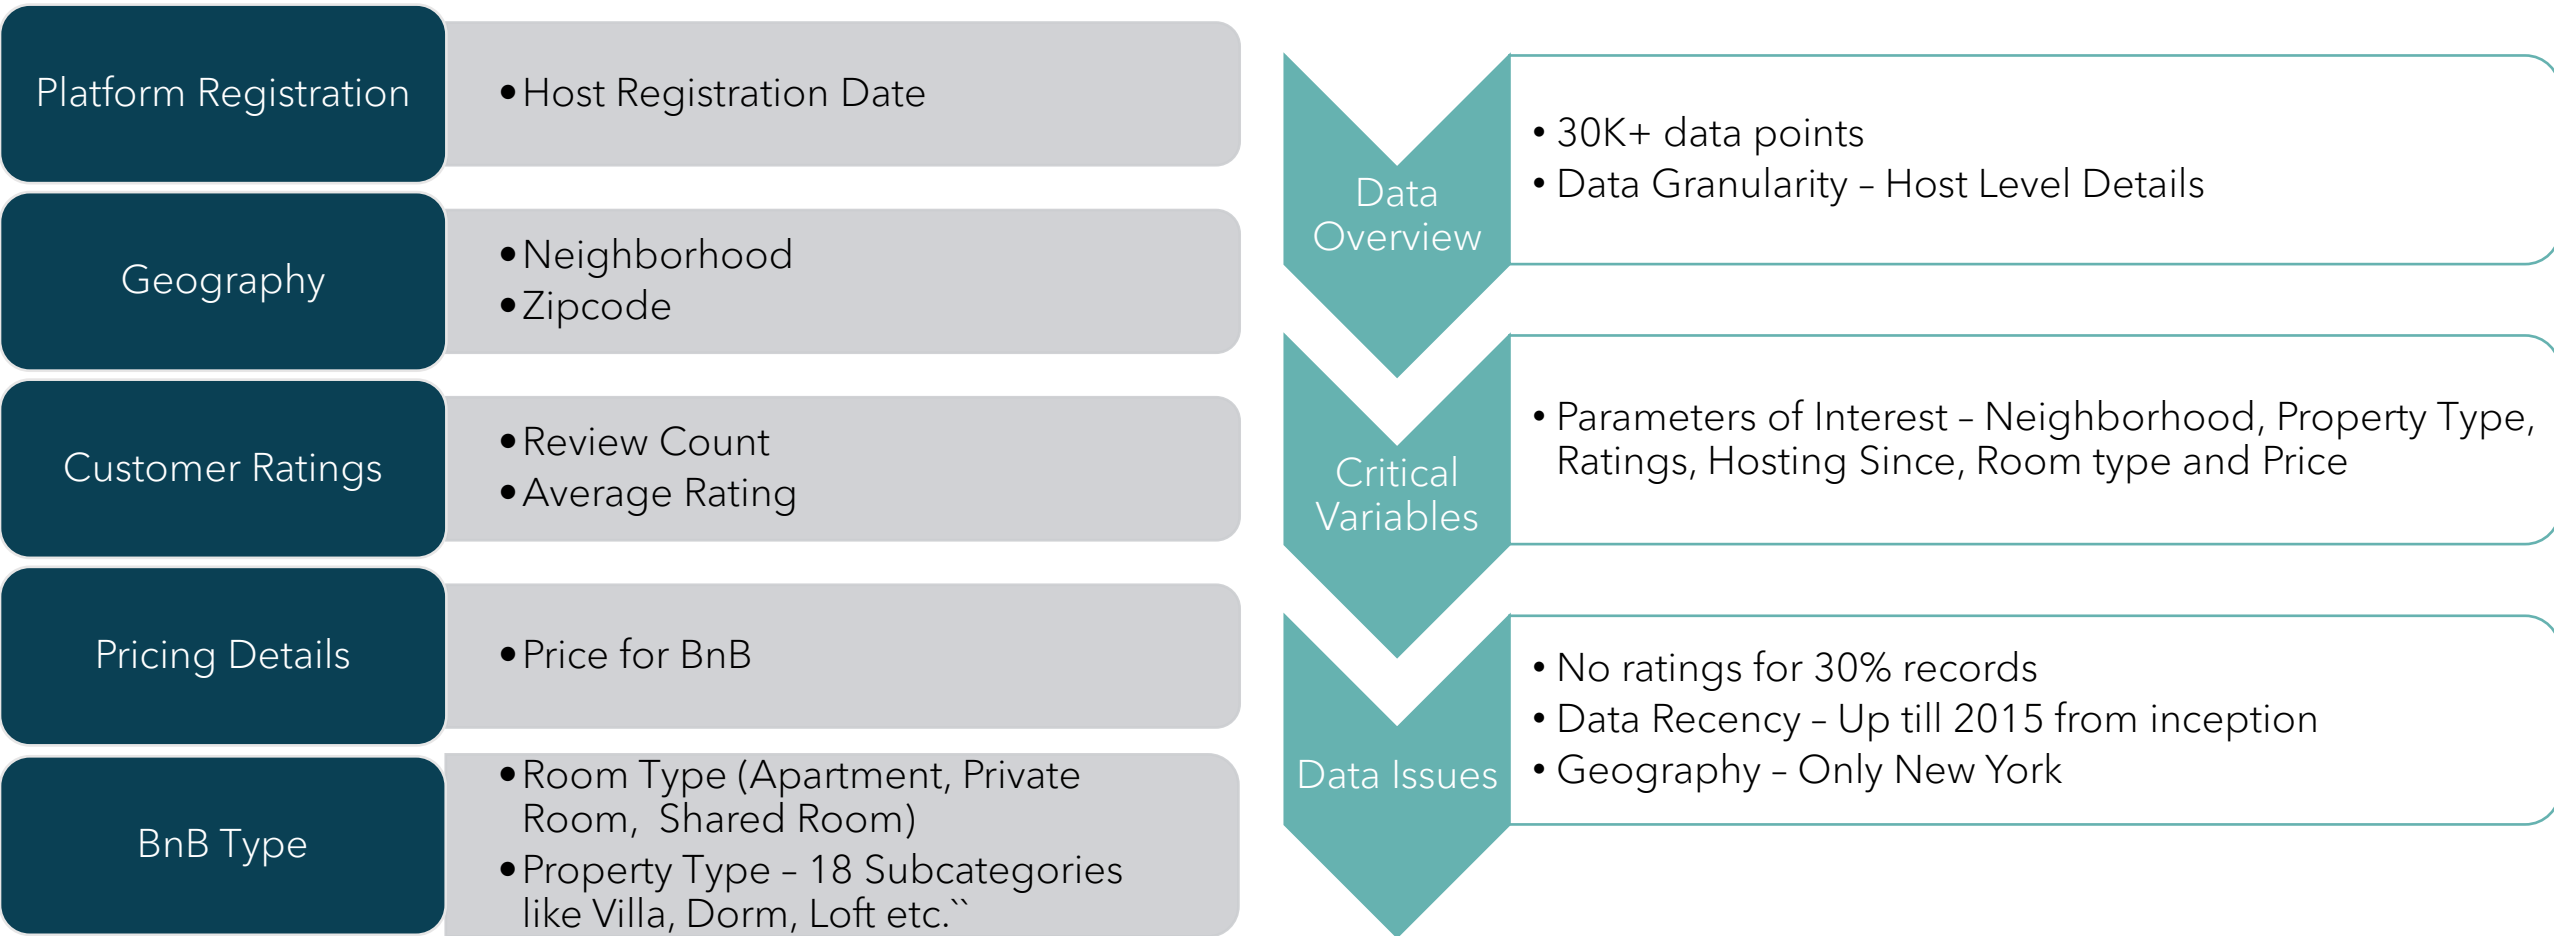 Platform Registration
•Host Registration Date
Geography
•Neighborhood
•Zipcode
Customer Ratings
•Review Count
•Average Rating
Pricing Details
•Price for BnB
BnB Type
•Room Type (Apartment, Private
Room,  Shared Room)
•Property Type – 18 Subcategories
like Villa, Dorm, Loft etc.``
Data
Overview
• 30K+ data points
• Data Granularity – Host Level Details
Critical
Variables
• Parameters of Interest – Neighborhood, Property Type,
Ratings, Hosting Since, Room type and Price
Data Issues
• No ratings for 30% records
• Data Recency – Up till 2015 from inception
• Geography – Only New York